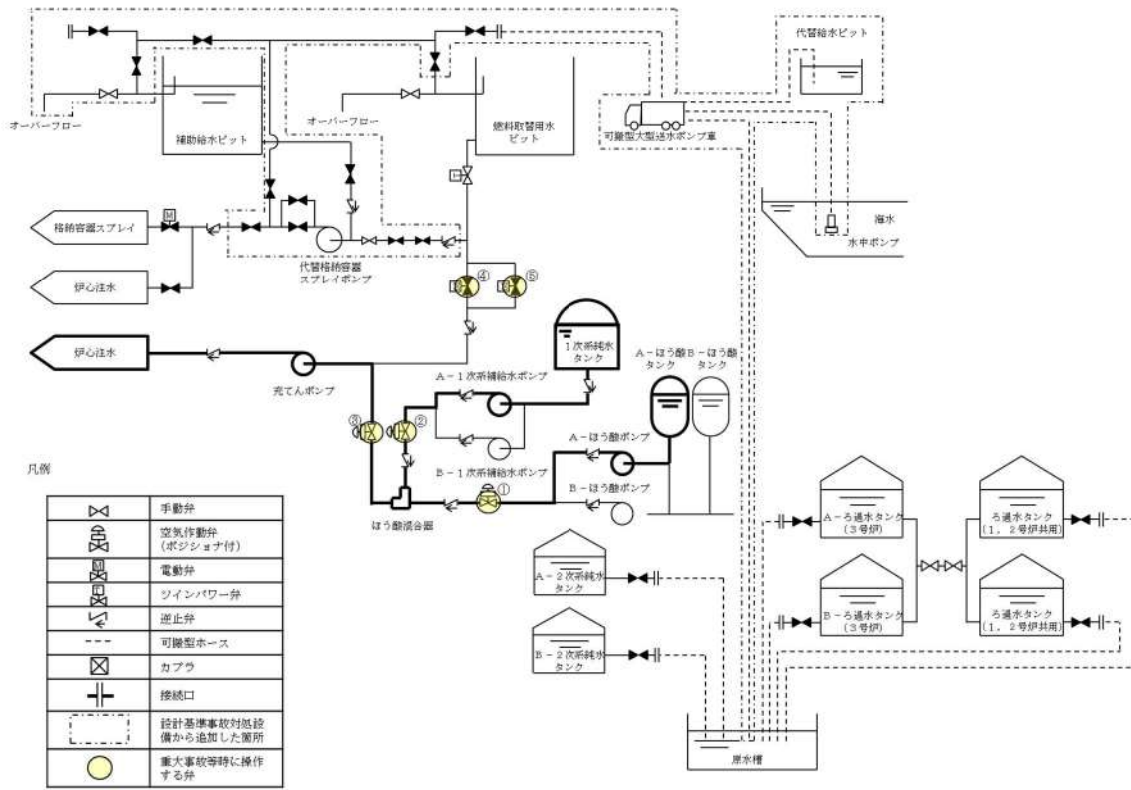 代替給水ピット
オーバーフロー
オーバーフロー
補助給水ピット
燃料取替用水
ピット
可搬型大型送水ポンプ車
海水
水中ポンプ
M
T
格納容器スプレイ
代替格納容器
スプレイポンプ
炉心注水
④
⑤
炉心注水
充てんポンプ
1次系純水
タンク
A-ほう酸
タンク
B-ほう酸
タンク
A-1次系補給水ポンプ
③
②
B-1次系補給水ポンプ
A-ほう酸ポンプ
①
B-ほう酸ポンプ
ほう酸混合器
A-2次系純水
タンク
B-2次系純水
タンク
A-ろ過水タンク
(3号炉)
ろ過水タンク
(1,2号炉共用)
B-ろ過水タンク
(3号炉)
ろ過水タンク
(1,2号炉共用)
原水槽
凡例
手動弁
空気作動弁
(ポジショナ付)
M
電動弁
T
ツインパワー弁
逆止弁
可搬型ホース
カプラ
接続口
設計基準事故対処設
備から追加した箇所
重大事故等時に操作
する弁